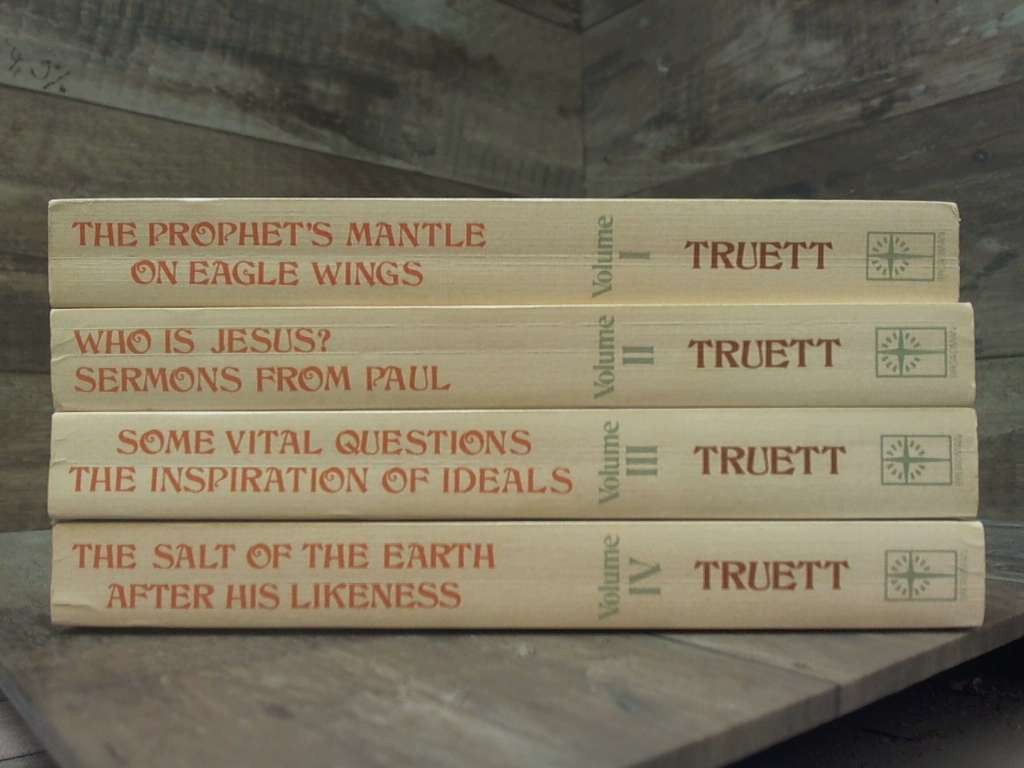 THE PROPHET'S MANTLE
ON EAGLE WINGS
Volume
I
TRUETT
WHO IS JESUS?
SERMONS FROM PAUL
Volume
II
TRUETT
SOME VITAL QUESTIONS
THE INSPIRATION OF IDEALS
Volume
III
TRUETT
THE SALT OF THE EARTH
AFTER HIS LIKENESS
Volume
IV
TRUETT